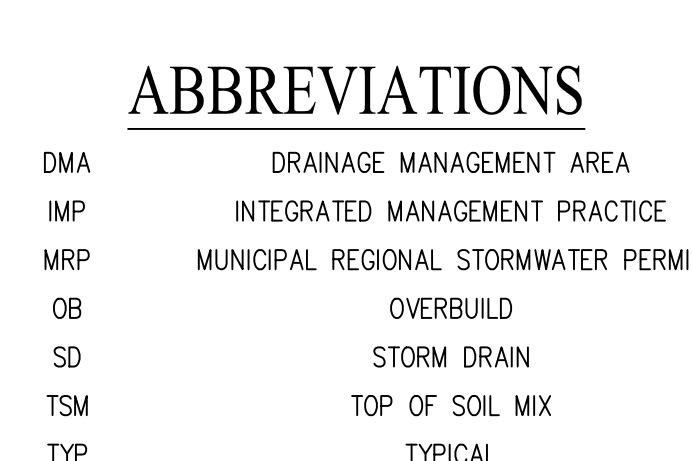 ABBREVIATIONS
DMA DRAINAGE MANAGEMENT AREA
IMP INTEGRATED MANAGEMENT PRACTICE
MRP MUNICIPAL REGIONAL STORMWATER PERMI
OB OVERBUILD
SD STORM DRAIN
TSM TOP OF SOIL MIX
TYP TYPICAL